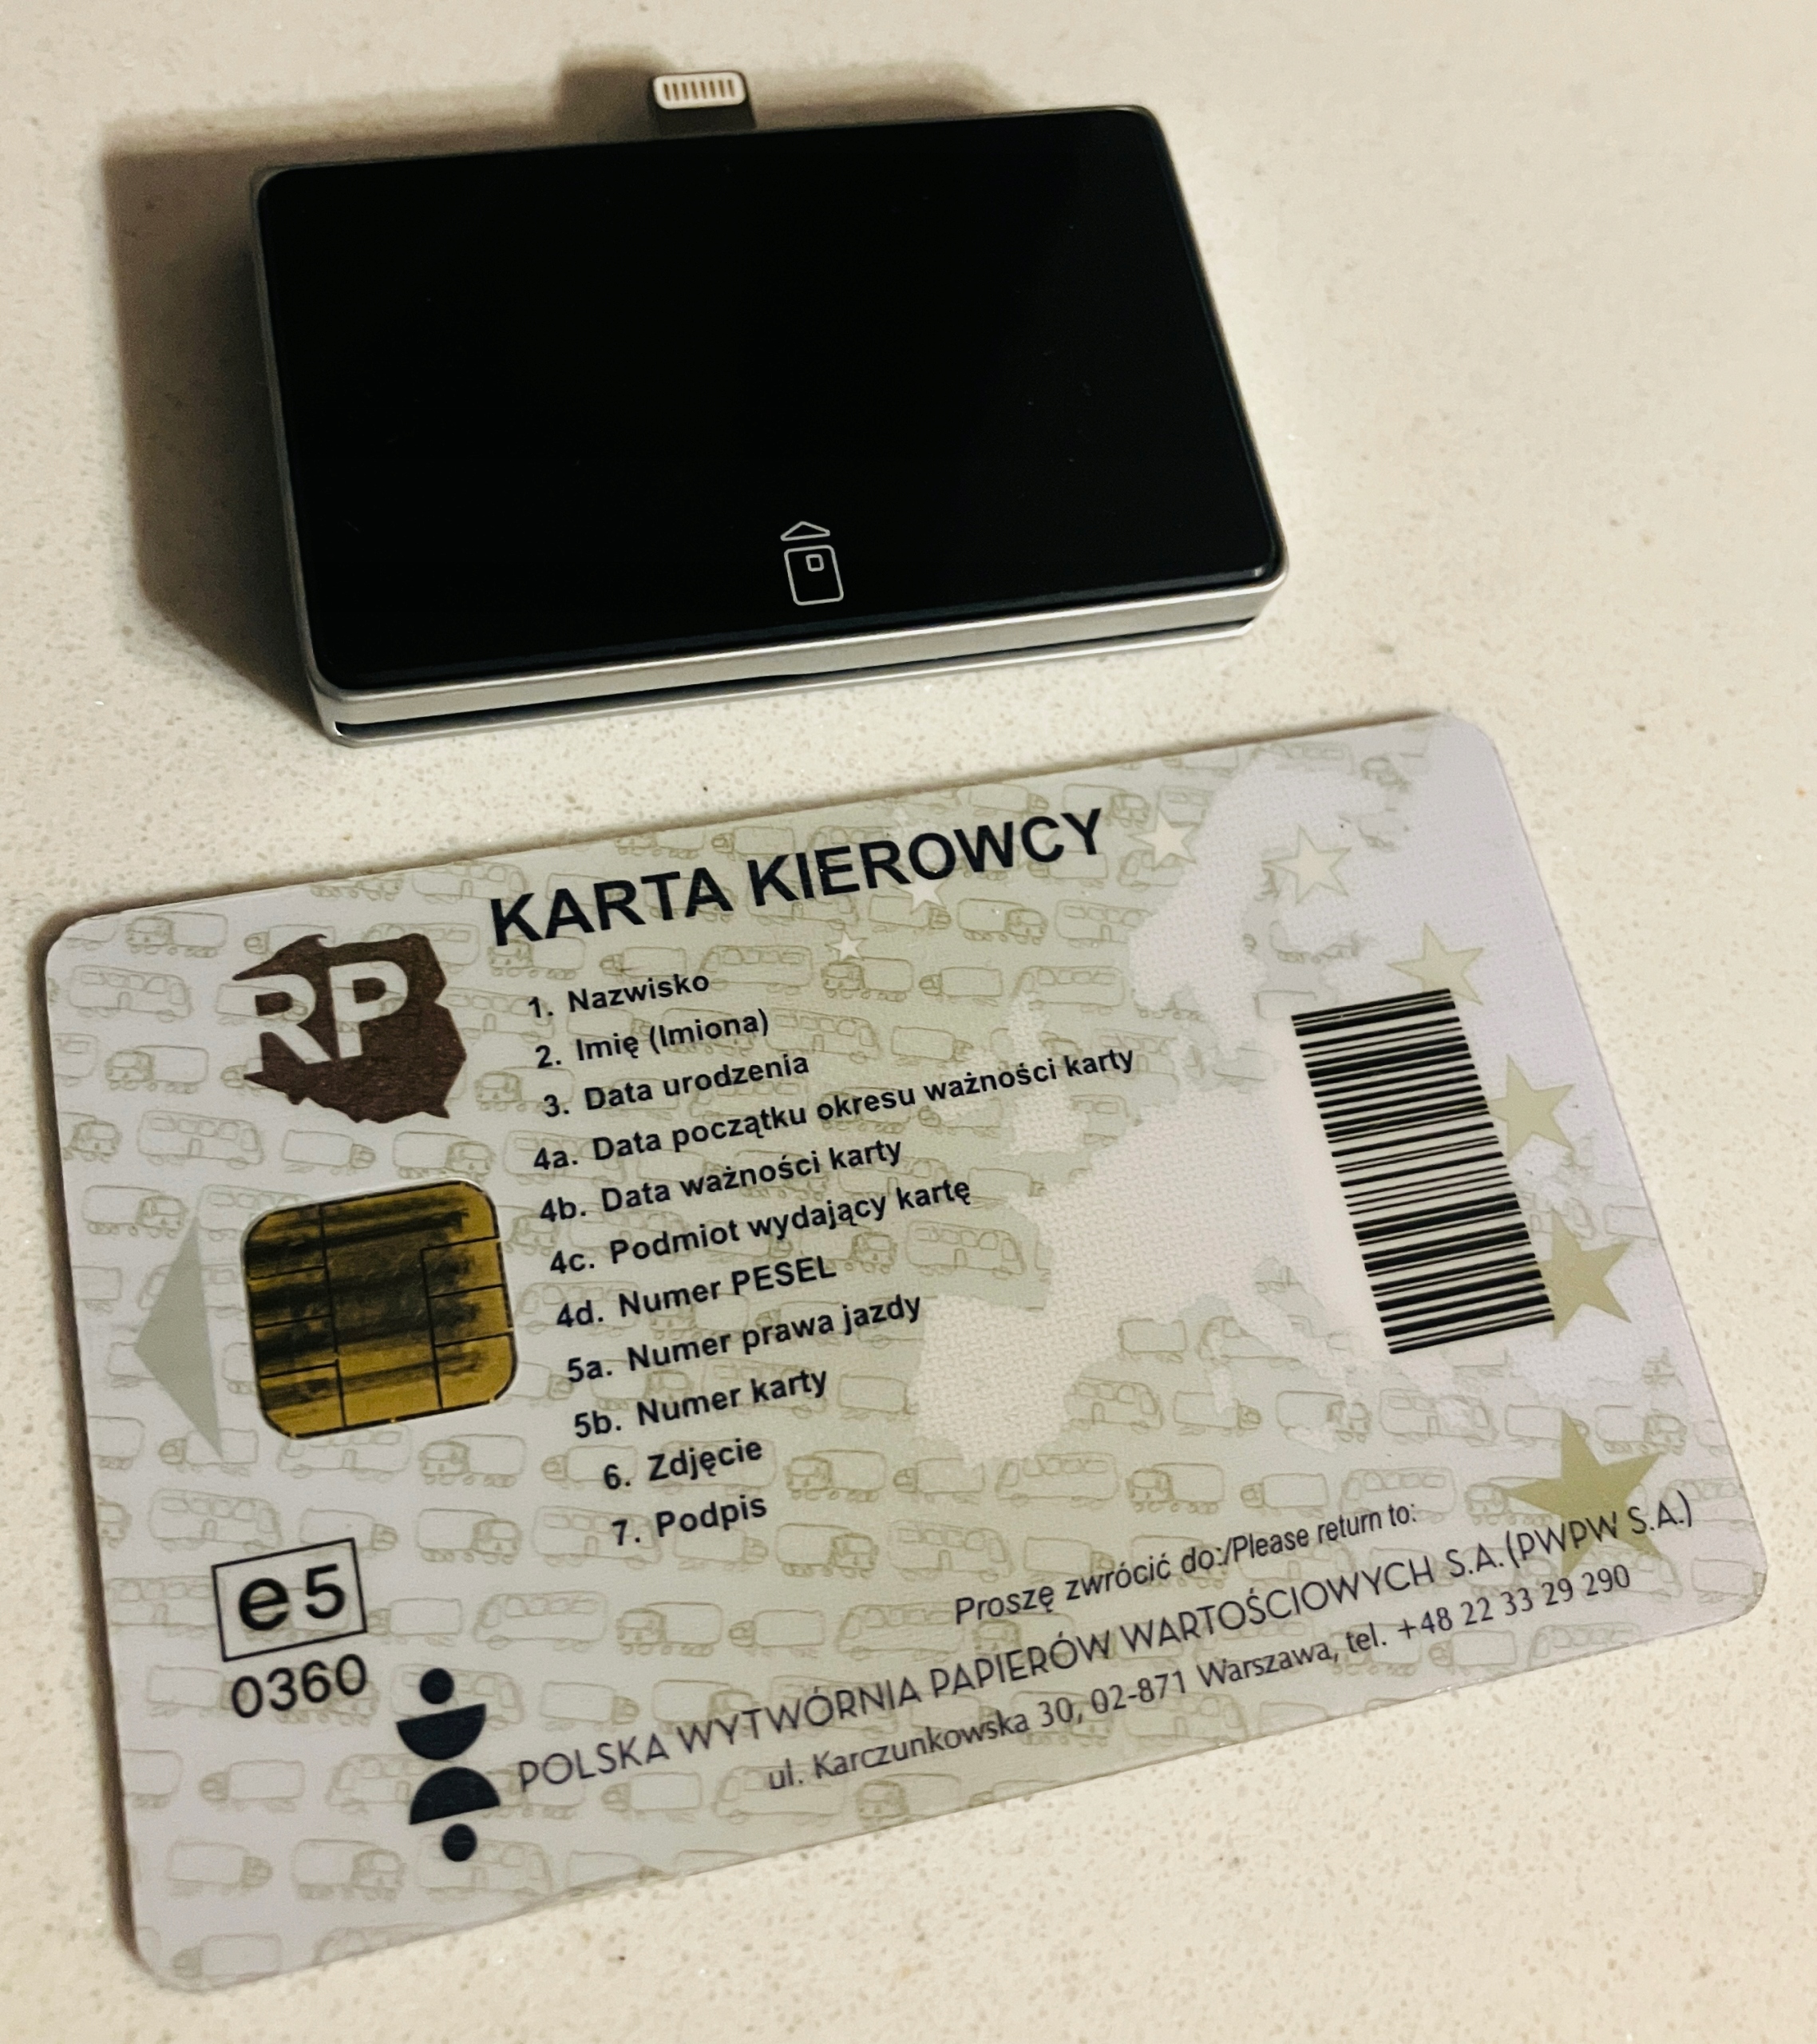 KARTA KIEROWCY
RP
1. Nazwisko
2. Imię (Imiona)
3. Data urodzenia
4a. Data początku okresu ważności karty
4b. Data ważności karty
4c. Podmiot wydający kartę
4d. Numer PESEL
5a. Numer prawa jazdy
5b. Numer karty
6. Zdjęcie
7. Podpis
e5
0360
Proszę zwrócić do:/Please return to:
POLSKA WYTWÓRNIA PAPIERÓW WARTOŚCIOWYCH S.A.(PWPW S.A.)
ul. Karczunkowska 30, 02-871 Warszawa, tel. +48 22 33 29 290